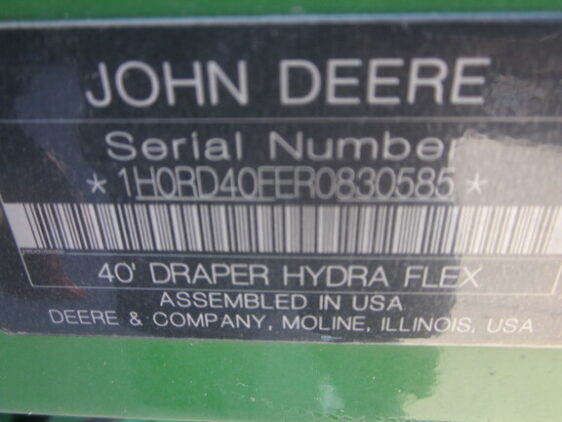 JOHN DEERE
Serial Number
* 1H0RD40FER0830585 *
40' DRAPER HYDRA FLEX
ASSEMBLED IN USA
DEERE & COMPANY, MOLINE, ILLINOIS, USA